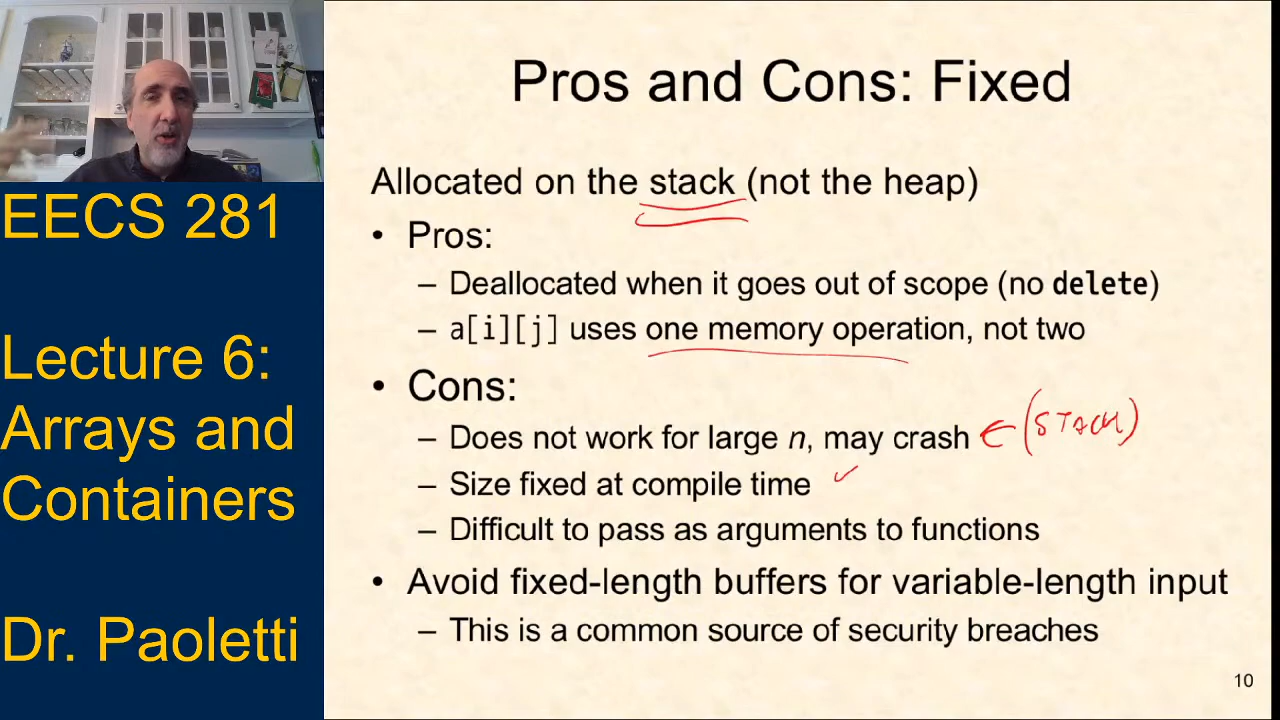 EECS 281
Lecture 6:
Arrays and
Containers
Dr. Paoletti
Pros and Cons: Fixed
Allocated on the stack (not the heap)
• Pros:
– Deallocated when it goes out of scope (no delete)
– a[i][j] uses one memory operation, not two
• Cons:
– Does not work for large n, may crash ← (STACK)
– Size fixed at compile time ✓
– Difficult to pass as arguments to functions
• Avoid fixed-length buffers for variable-length input
– This is a common source of security breaches
10